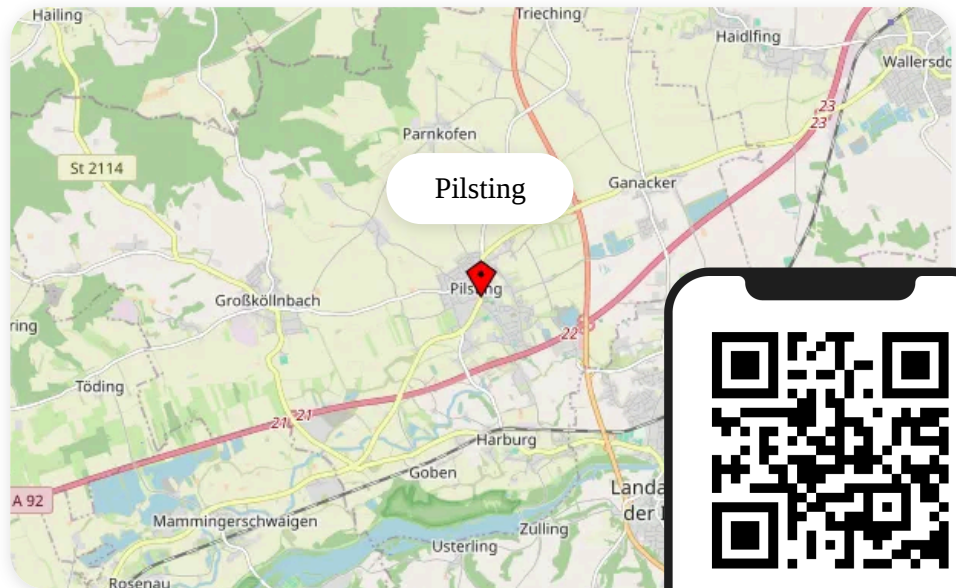 Hailing
Trieching
Haidlfing
Wallersdo
23
23
Parnkofen
St 2114
Pilsting
Ganacker
Pilsting
Großköllnbach
ring
22
Töding
21
21
Harburg
Goben
A 92
Landa
der I
Mammingerschwaigen
Zulling
Usterling
Rosenau